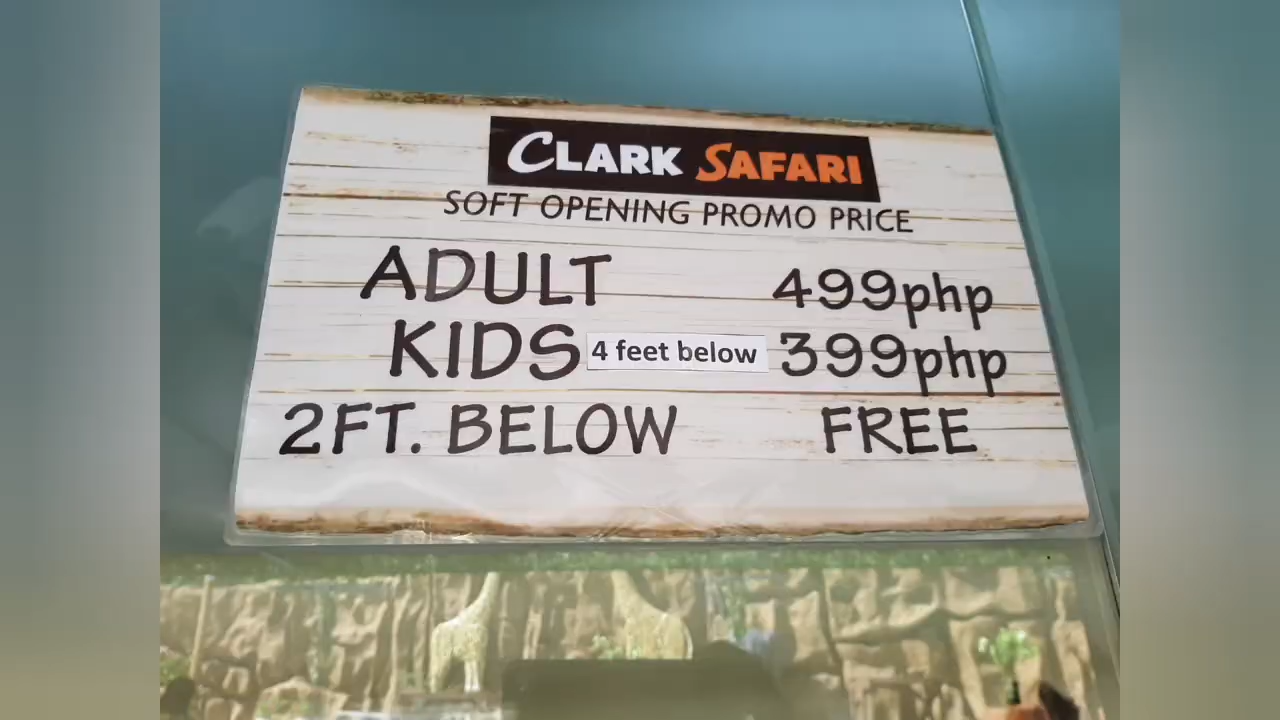 CLARK SAFARI
SOFT OPENING PROMO PRICE
ADULT 499php
KIDS 4 feet below 399php
2FT. BELOW FREE